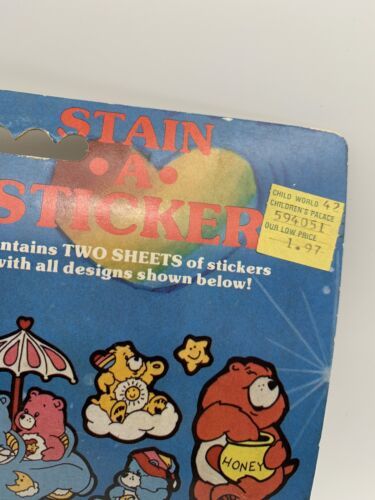 STAIN
• A •
STICKER
ntains TWO SHEETS of stickers
with all designs shown below!
CHILD WORLD 42
CHILDREN'S PALACE
594051
OUR LOW PRICE
1.97
HONEY